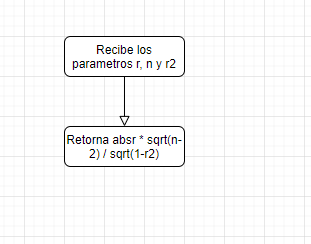 Recibe los
parametros r, n y r2
Retorna absr * sqrt(n-
2) / sqrt(1-r2)